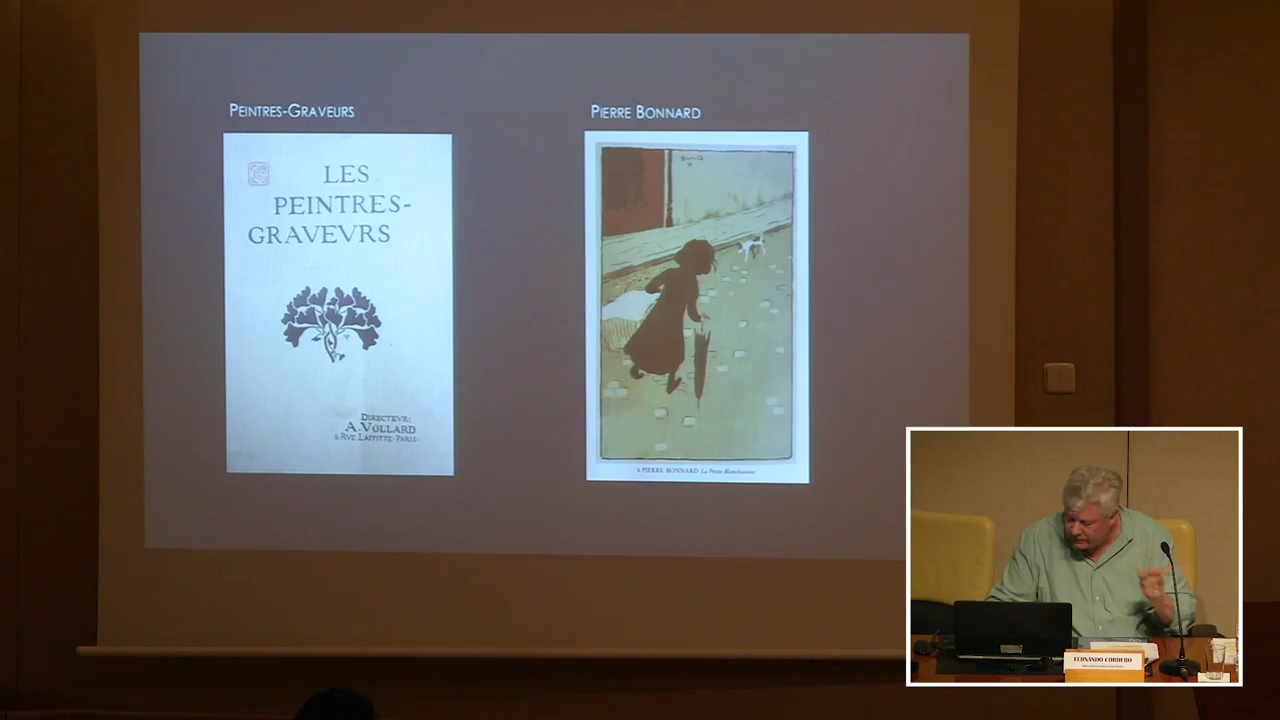 PEINTRES-GRAVEURS
LES
PEINTRES-
GRAVEVRS
DIRECTEVR:
A. VOLLARD
6 RVE LAFFITTE·PARIS·
PIERRE BONNARD
PIERRE BONNARD La Petite Blanchisseuse
FERNANDO CORDERO